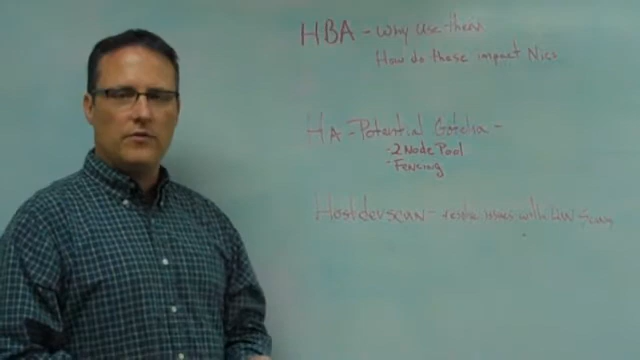 HBA - Why use them
How do these impact Nics
HA - Potential Gotcha -
- 2 Node Pool
- Fencing
Hostdevscan - resolve issues with LUN Scans